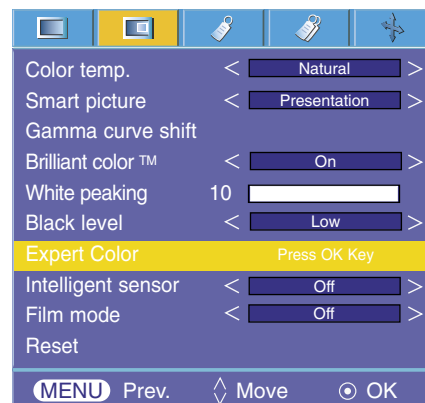 Color temp. < Natural >
Smart picture < Presentation >
Gamma curve shift
Brilliant color ™ < On >
White peaking 10
Black level < Low >
Expert Color Press OK Key
Intelligent sensor < Off >
Film mode < Off >
Reset
MENU Prev. Move OK